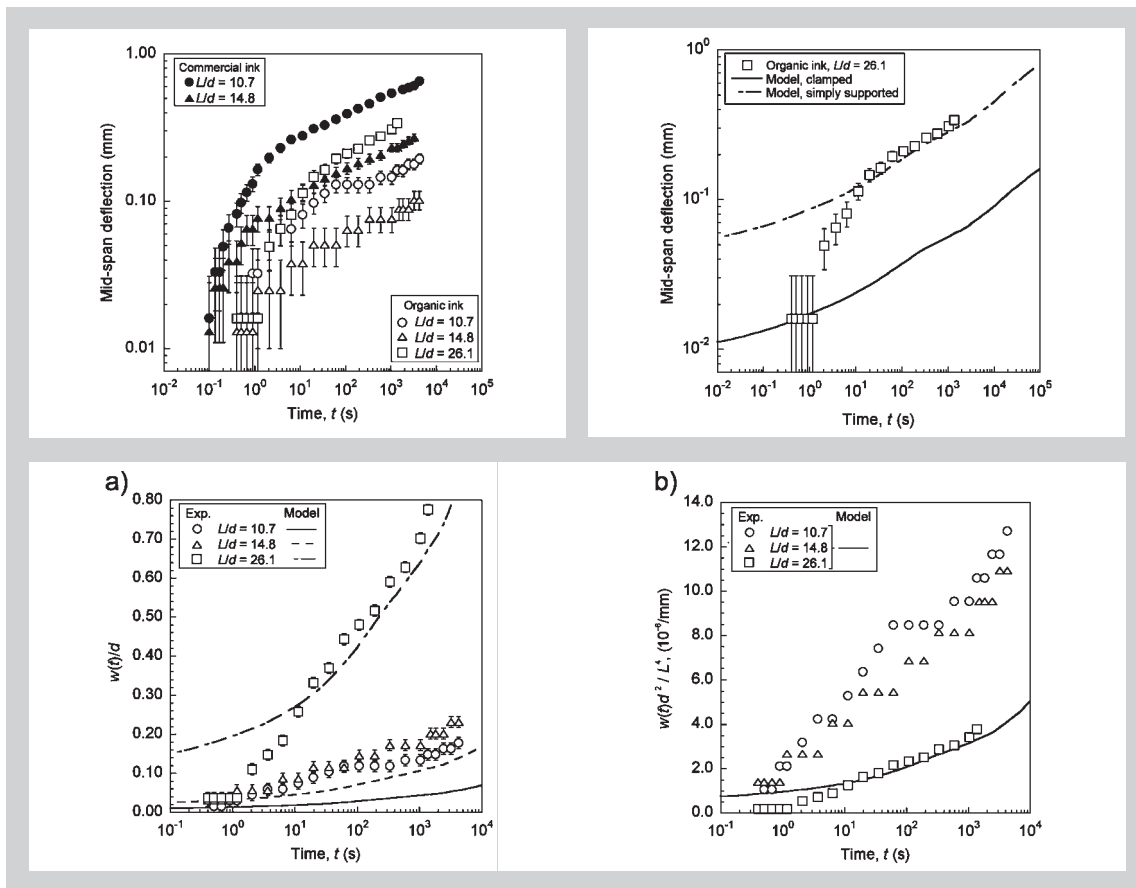 1.00
0.10
0.01
Mid-span deflection (mm)
Commercial ink
L/d = 10.7
L/d = 14.8
Organic ink
L/d = 10.7
L/d = 14.8
L/d = 26.1
10⁻² 10⁻¹ 10⁰ 10¹ 10² 10³ 10⁴ 10⁵
Time, t (s)
10⁰
10⁻¹
10⁻²
Mid-span deflection (mm)
Organic ink, L/d = 26.1
Model, clamped
Model, simply supported
10⁻² 10⁻¹ 10⁰ 10¹ 10² 10³ 10⁴ 10⁵
Time, t (s)
a)
0.80
0.70
0.60
0.50
0.40
0.30
0.20
0.10
0.00
w(t)/d
Exp. Model
L/d = 10.7
L/d = 14.8
L/d = 26.1
10⁻¹ 10⁰ 10¹ 10² 10³ 10⁴
Time, t (s)
b)
14.0
12.0
10.0
8.0
6.0
4.0
2.0
0.0
w(t)d² / L⁴, (10⁻⁶/mm)
Exp. Model
L/d = 10.7
L/d = 14.8
L/d = 26.1
10⁻¹ 10⁰ 10¹ 10² 10³ 10⁴
Time, t (s)